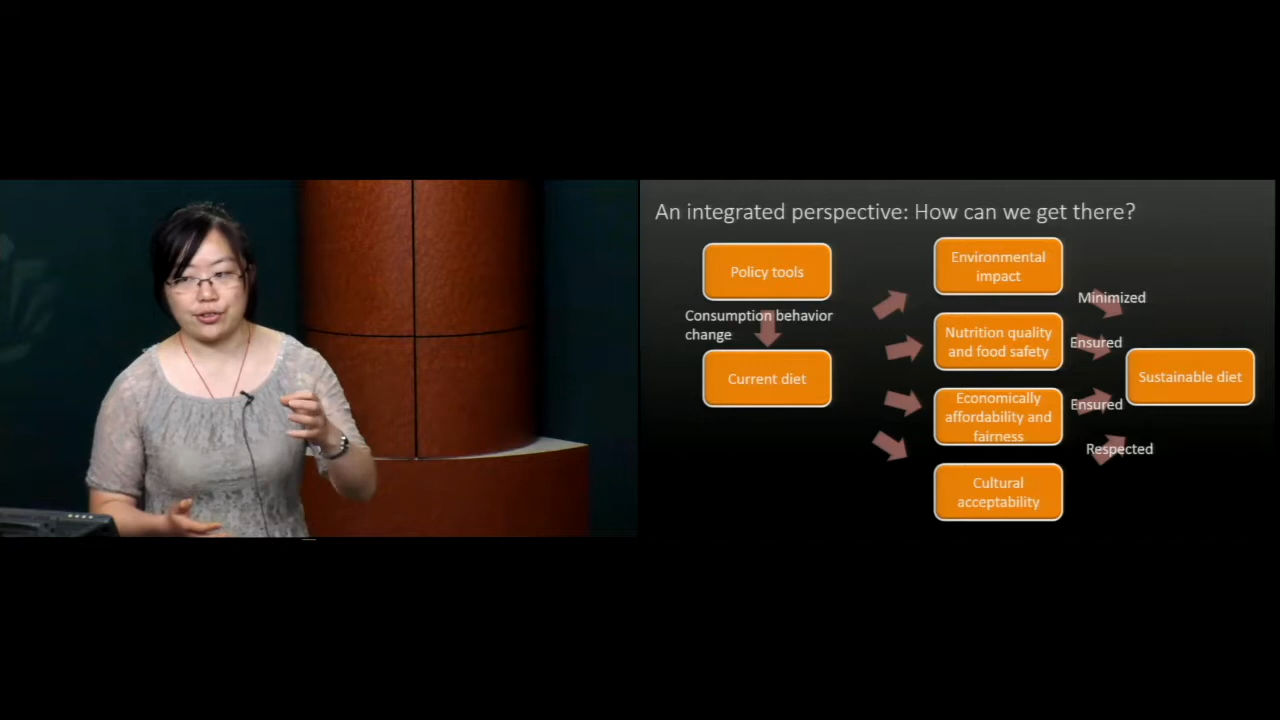 An integrated perspective: How can we get there?
Policy tools
Consumption behavior
change
Current diet
Environmental
impact
Nutrition quality
and food safety
Economically
affordability and
fairness
Cultural
acceptability
Minimized
Ensured
Ensured
Respected
Sustainable diet